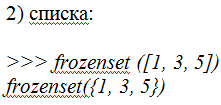 2) списка:
>>> frozenset ([1, 3, 5])
frozenset({1, 3, 5})